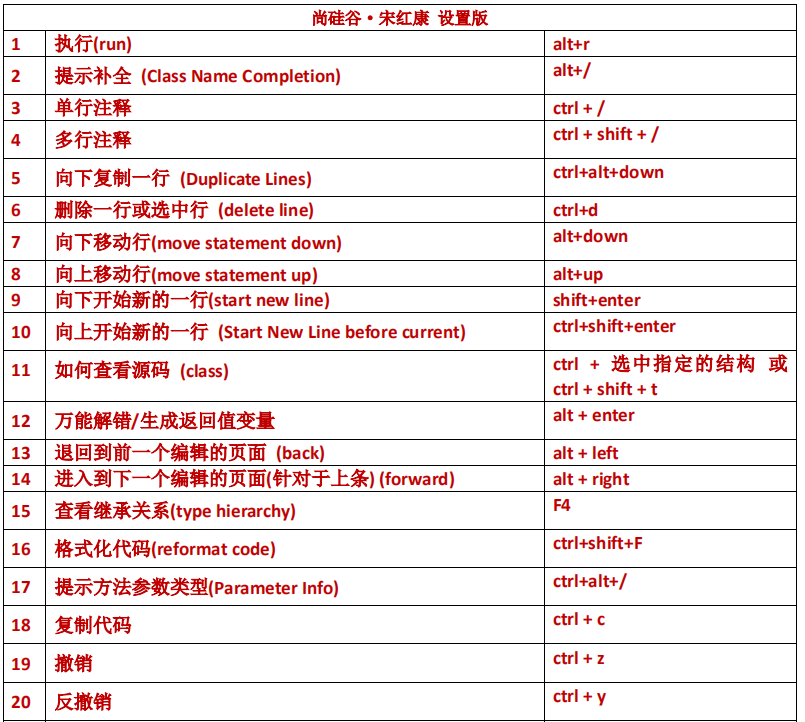 尚硅谷·宋红康 设置版
1 执行(run) alt+r
2 提示补全 (Class Name Completion) alt+/
3 单行注释 ctrl + /
4 多行注释 ctrl + shift + /
5 向下复制一行 (Duplicate Lines) ctrl+alt+down
6 删除一行或选中行 (delete line) ctrl+d
7 向下移动行(move statement down) alt+down
8 向上移动行(move statement up) alt+up
9 向下开始新的一行(start new line) shift+enter
10 向上开始新的一行 (Start New Line before current) ctrl+shift+enter
11 如何查看源码 (class) ctrl + 选中指定的结构 或
ctrl + shift + t
12 万能解错/生成返回值变量 alt + enter
13 退回到前一个编辑的页面 (back) alt + left
14 进入到下一个编辑的页面(针对于上条) (forward) alt + right
15 查看继承关系(type hierarchy) F4
16 格式化代码(reformat code) ctrl+shift+F
17 提示方法参数类型(Parameter Info) ctrl+alt+/
18 复制代码 ctrl + c
19 撤销 ctrl + z
20 反撤销 ctrl + y